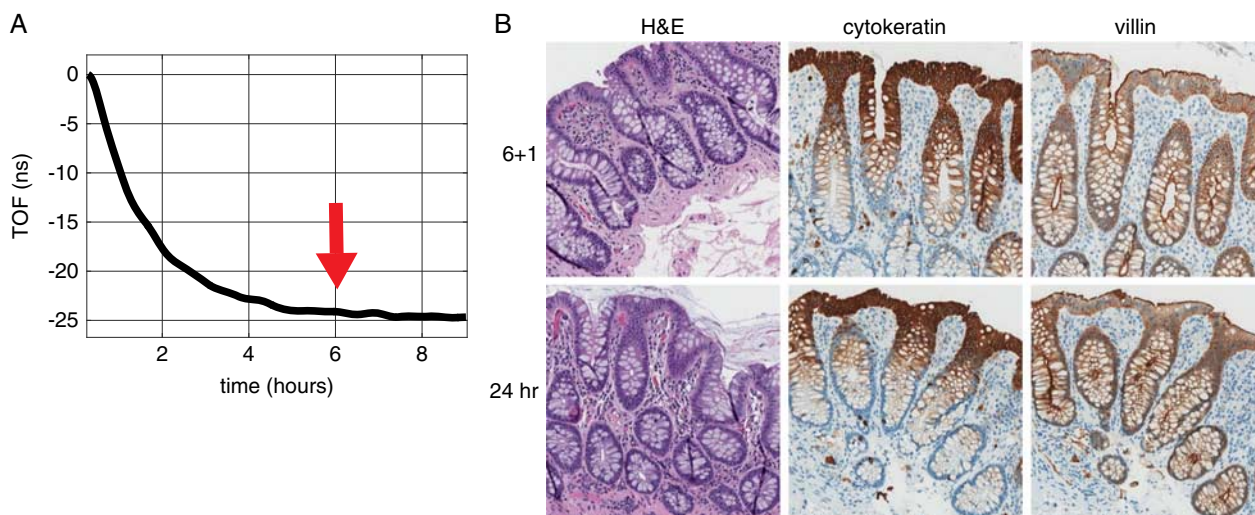 A
TOF (ns)
0
-5
-10
-15
-20
-25
2 4 6 8
time (hours)
B
H&E cytokeratin villin
6+1
24 hr